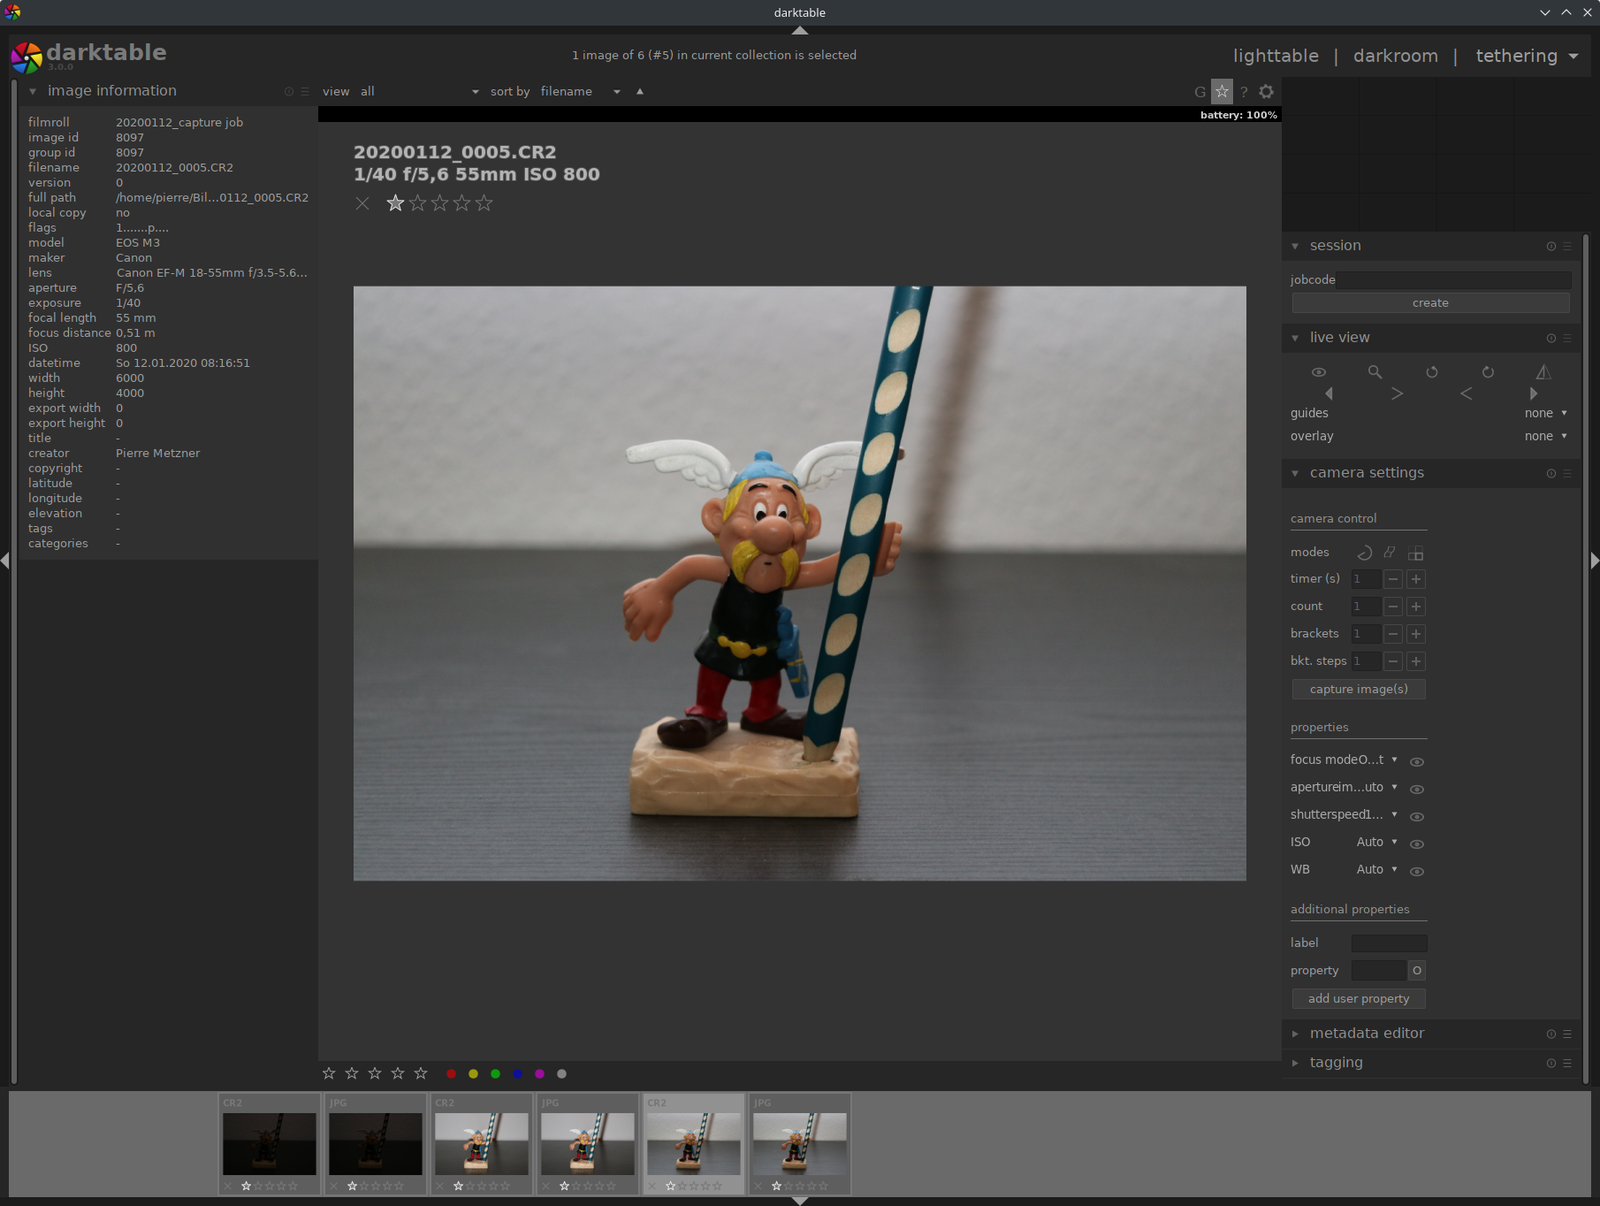 darktable
darktable
3.0.0
1 image of 6 (#5) in current collection is selected
lighttable | darkroom | tethering
image information
view all sort by filename
G ?
battery: 100%
filmroll 20200112_capture job
image id 8097
group id 8097
filename 20200112_0005.CR2
version 0
full path /home/pierre/Bil...0112_0005.CR2
local copy no
flags 1.......p....
model EOS M3
maker Canon
lens Canon EF-M 18-55mm f/3.5-5.6...
aperture F/5,6
exposure 1/40
focal length 55 mm
focus distance 0,51 m
ISO 800
datetime So 12.01.2020 08:16:51
width 6000
height 4000
export width 0
export height 0
title -
creator Pierre Metzner
copyright -
latitude -
longitude -
elevation -
tags -
categories -
20200112_0005.CR2
1/40 f/5,6 55mm ISO 800
session
jobcode
create
live view
guides none
overlay none
camera settings
camera control
modes
timer (s) 1
count 1
brackets 1
bkt. steps 1
capture image(s)
properties
focus modeO...t
apertureim...uto
shutterspeed1...
ISO Auto
WB Auto
additional properties
label
property O
add user property
metadata editor
tagging
CR2 JPG CR2 JPG CR2 JPG